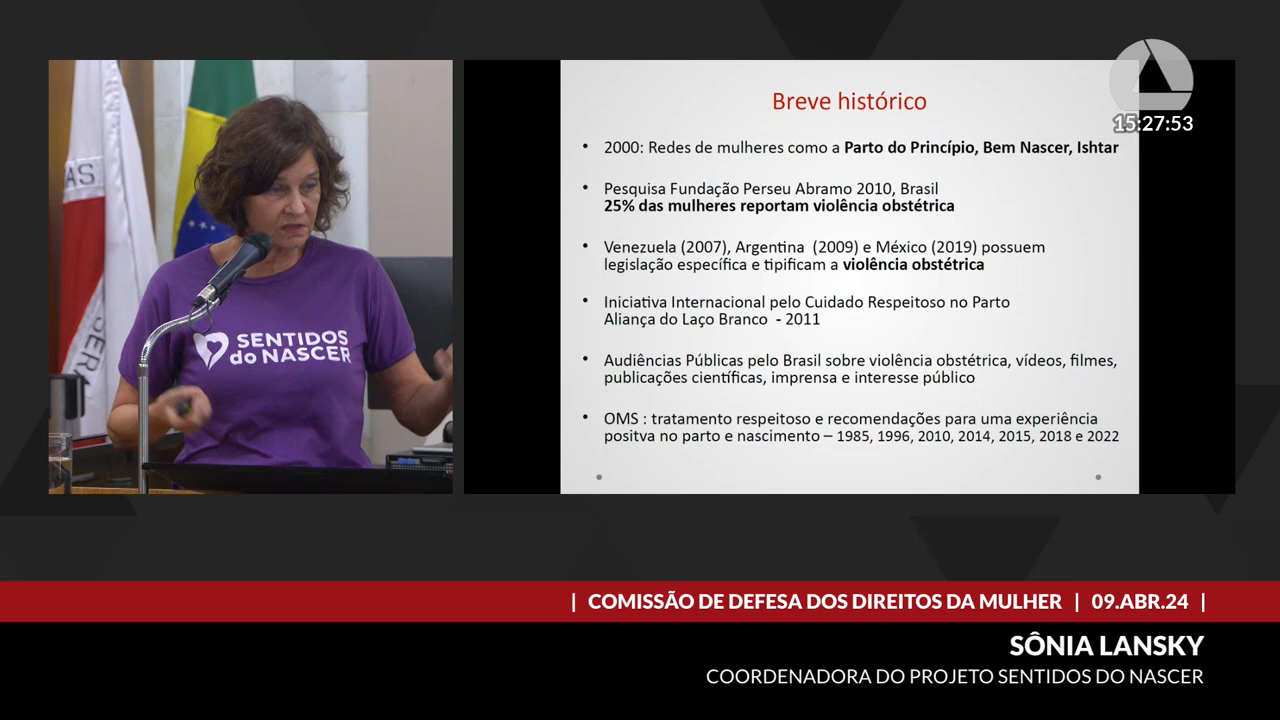 AS
SERA
SENTIDOS
do NASCER
15:27:53
Breve histórico
• 2000: Redes de mulheres como a Parto do Princípio, Bem Nascer, Ishtar
• Pesquisa Fundação Perseu Abramo 2010, Brasil
25% das mulheres reportam violência obstétrica
• Venezuela (2007), Argentina (2009) e México (2019) possuem
legislação específica e tipificam a violência obstétrica
• Iniciativa Internacional pelo Cuidado Respeitoso no Parto
Aliança do Laço Branco - 2011
• Audiências Públicas pelo Brasil sobre violência obstétrica, vídeos, filmes,
publicações científicas, imprensa e interesse público
• OMS : tratamento respeitoso e recomendações para uma experiência
positva no parto e nascimento – 1985, 1996, 2010, 2014, 2015, 2018 e 2022
| COMISSÃO DE DEFESA DOS DIREITOS DA MULHER | 09.ABR.24 |
SÔNIA LANSKY
COORDENADORA DO PROJETO SENTIDOS DO NASCER